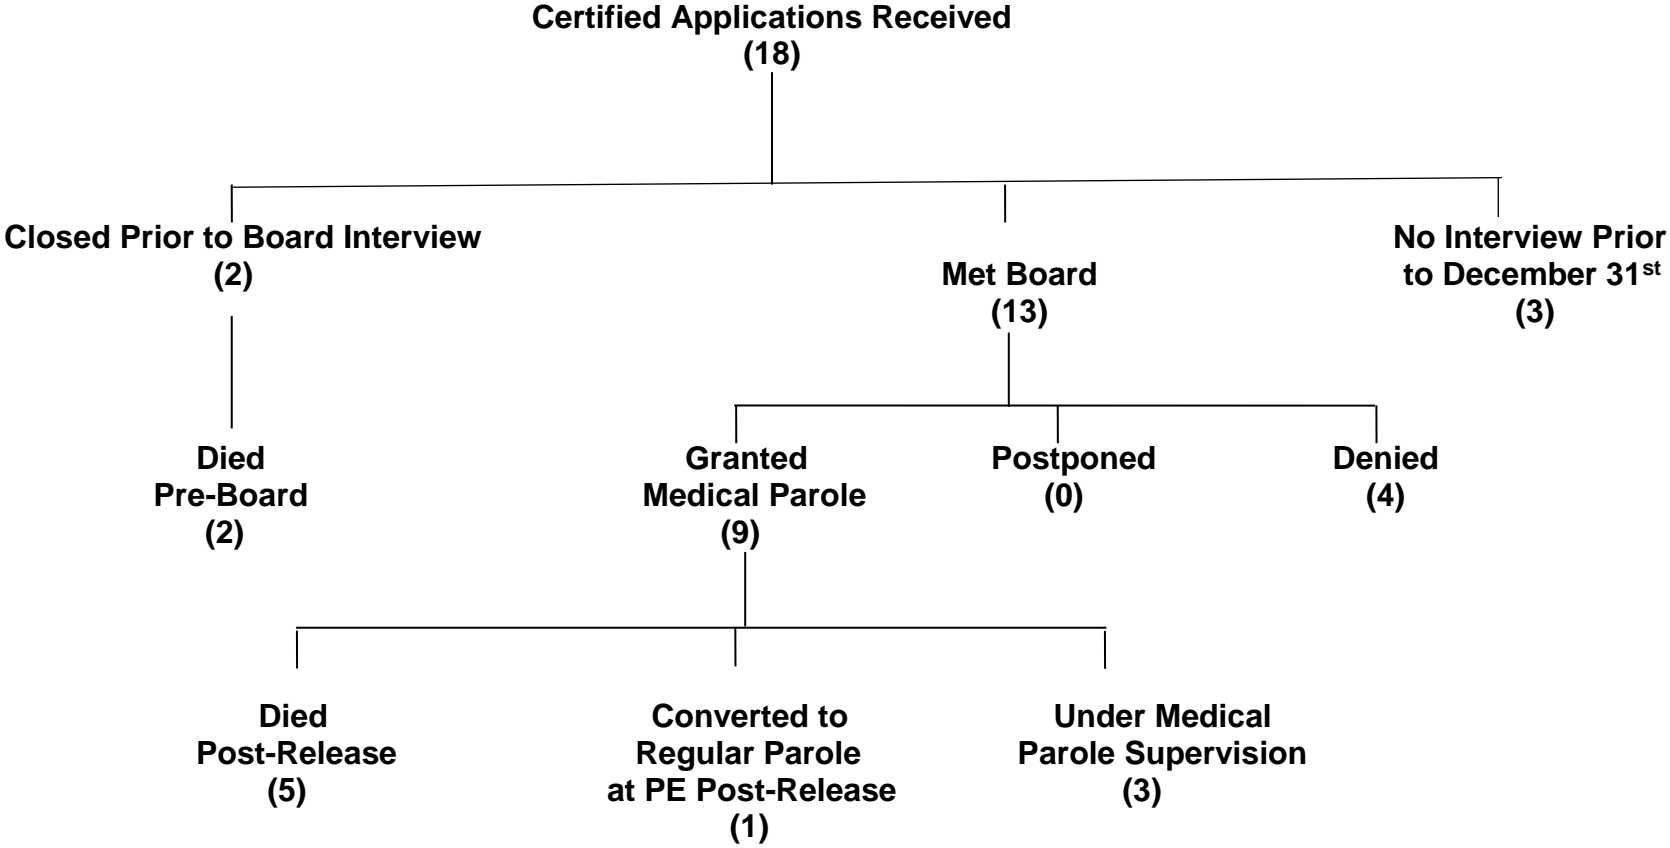 Certified Applications Received
(18)
Closed Prior to Board Interview
(2)
Met Board
(13)
No Interview Prior
to December 31st
(3)
Died
Pre-Board
(2)
Granted
Medical Parole
(9)
Postponed
(0)
Denied
(4)
Died
Post-Release
(5)
Converted to
Regular Parole
at PE Post-Release
(1)
Under Medical
Parole Supervision
(3)